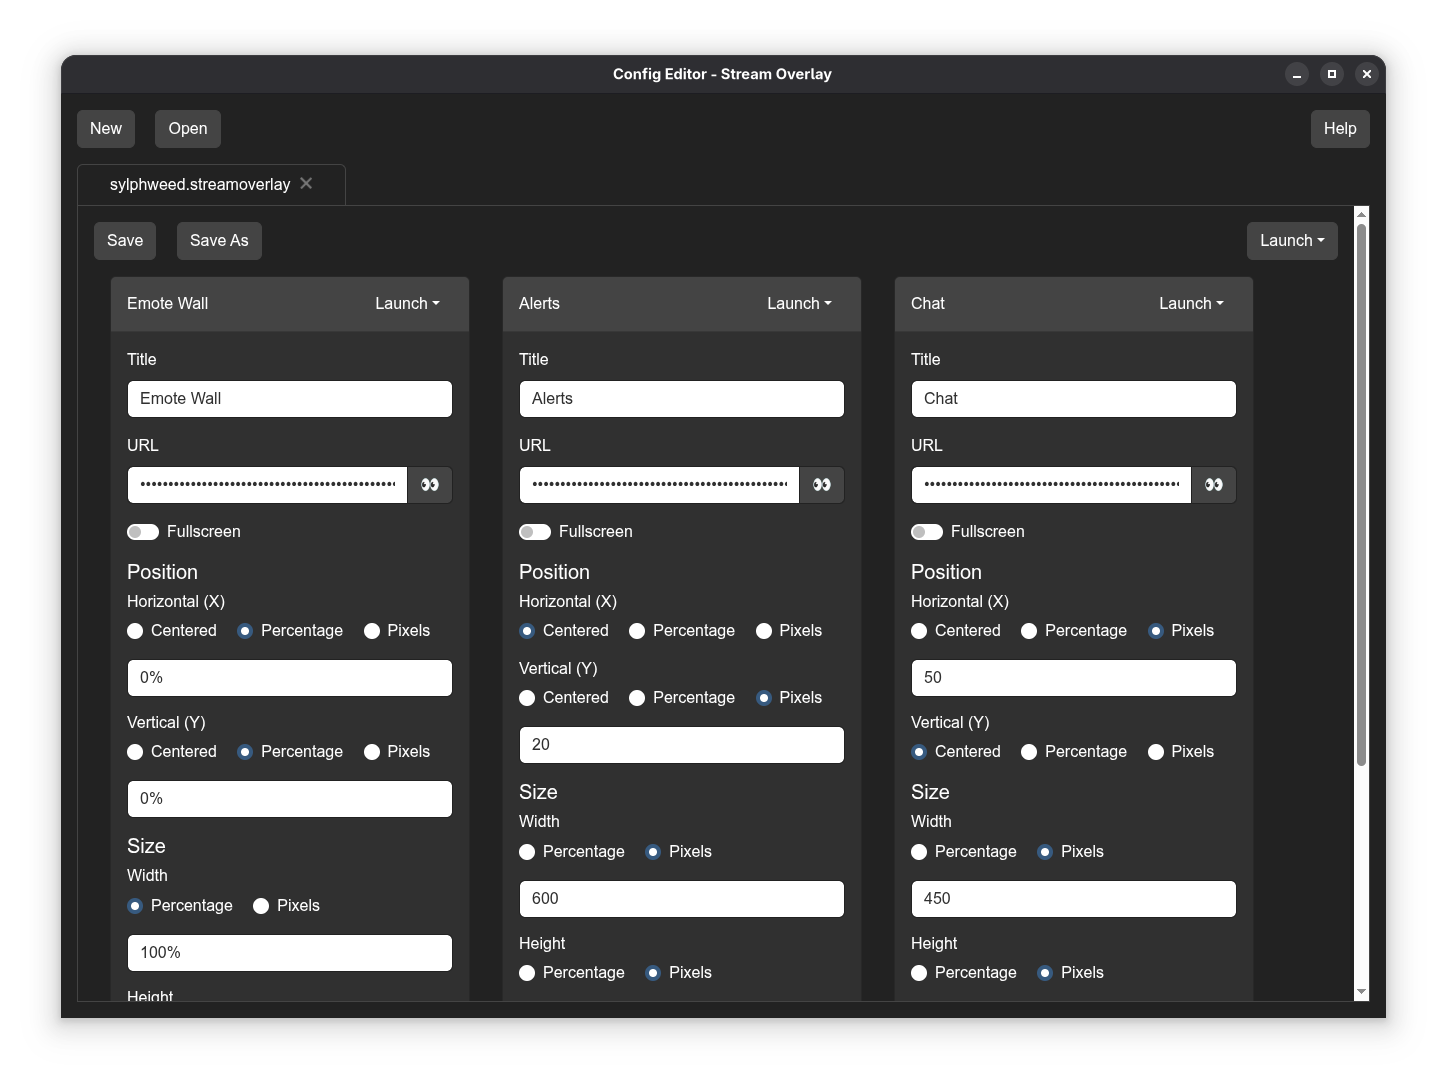 Config Editor - Stream Overlay
New Open Help
sylphweed.streamoverlay
Save Save As Launch
Emote Wall Launch
Title
Emote Wall
URL
••••••••••••••••••••••••••••••••••••••••••••••
Fullscreen
Position
Horizontal (X)
Centered Percentage Pixels
0%
Vertical (Y)
Centered Percentage Pixels
0%
Size
Width
Percentage Pixels
100%
Height
Alerts Launch
Title
Alerts
URL
••••••••••••••••••••••••••••••••••••••••••••••
Fullscreen
Position
Horizontal (X)
Centered Percentage Pixels
Vertical (Y)
Centered Percentage Pixels
20
Size
Width
Percentage Pixels
600
Height
Percentage Pixels
Chat Launch
Title
Chat
URL
••••••••••••••••••••••••••••••••••••••••••••••
Fullscreen
Position
Horizontal (X)
Centered Percentage Pixels
50
Vertical (Y)
Centered Percentage Pixels
Size
Width
Percentage Pixels
450
Height
Percentage Pixels